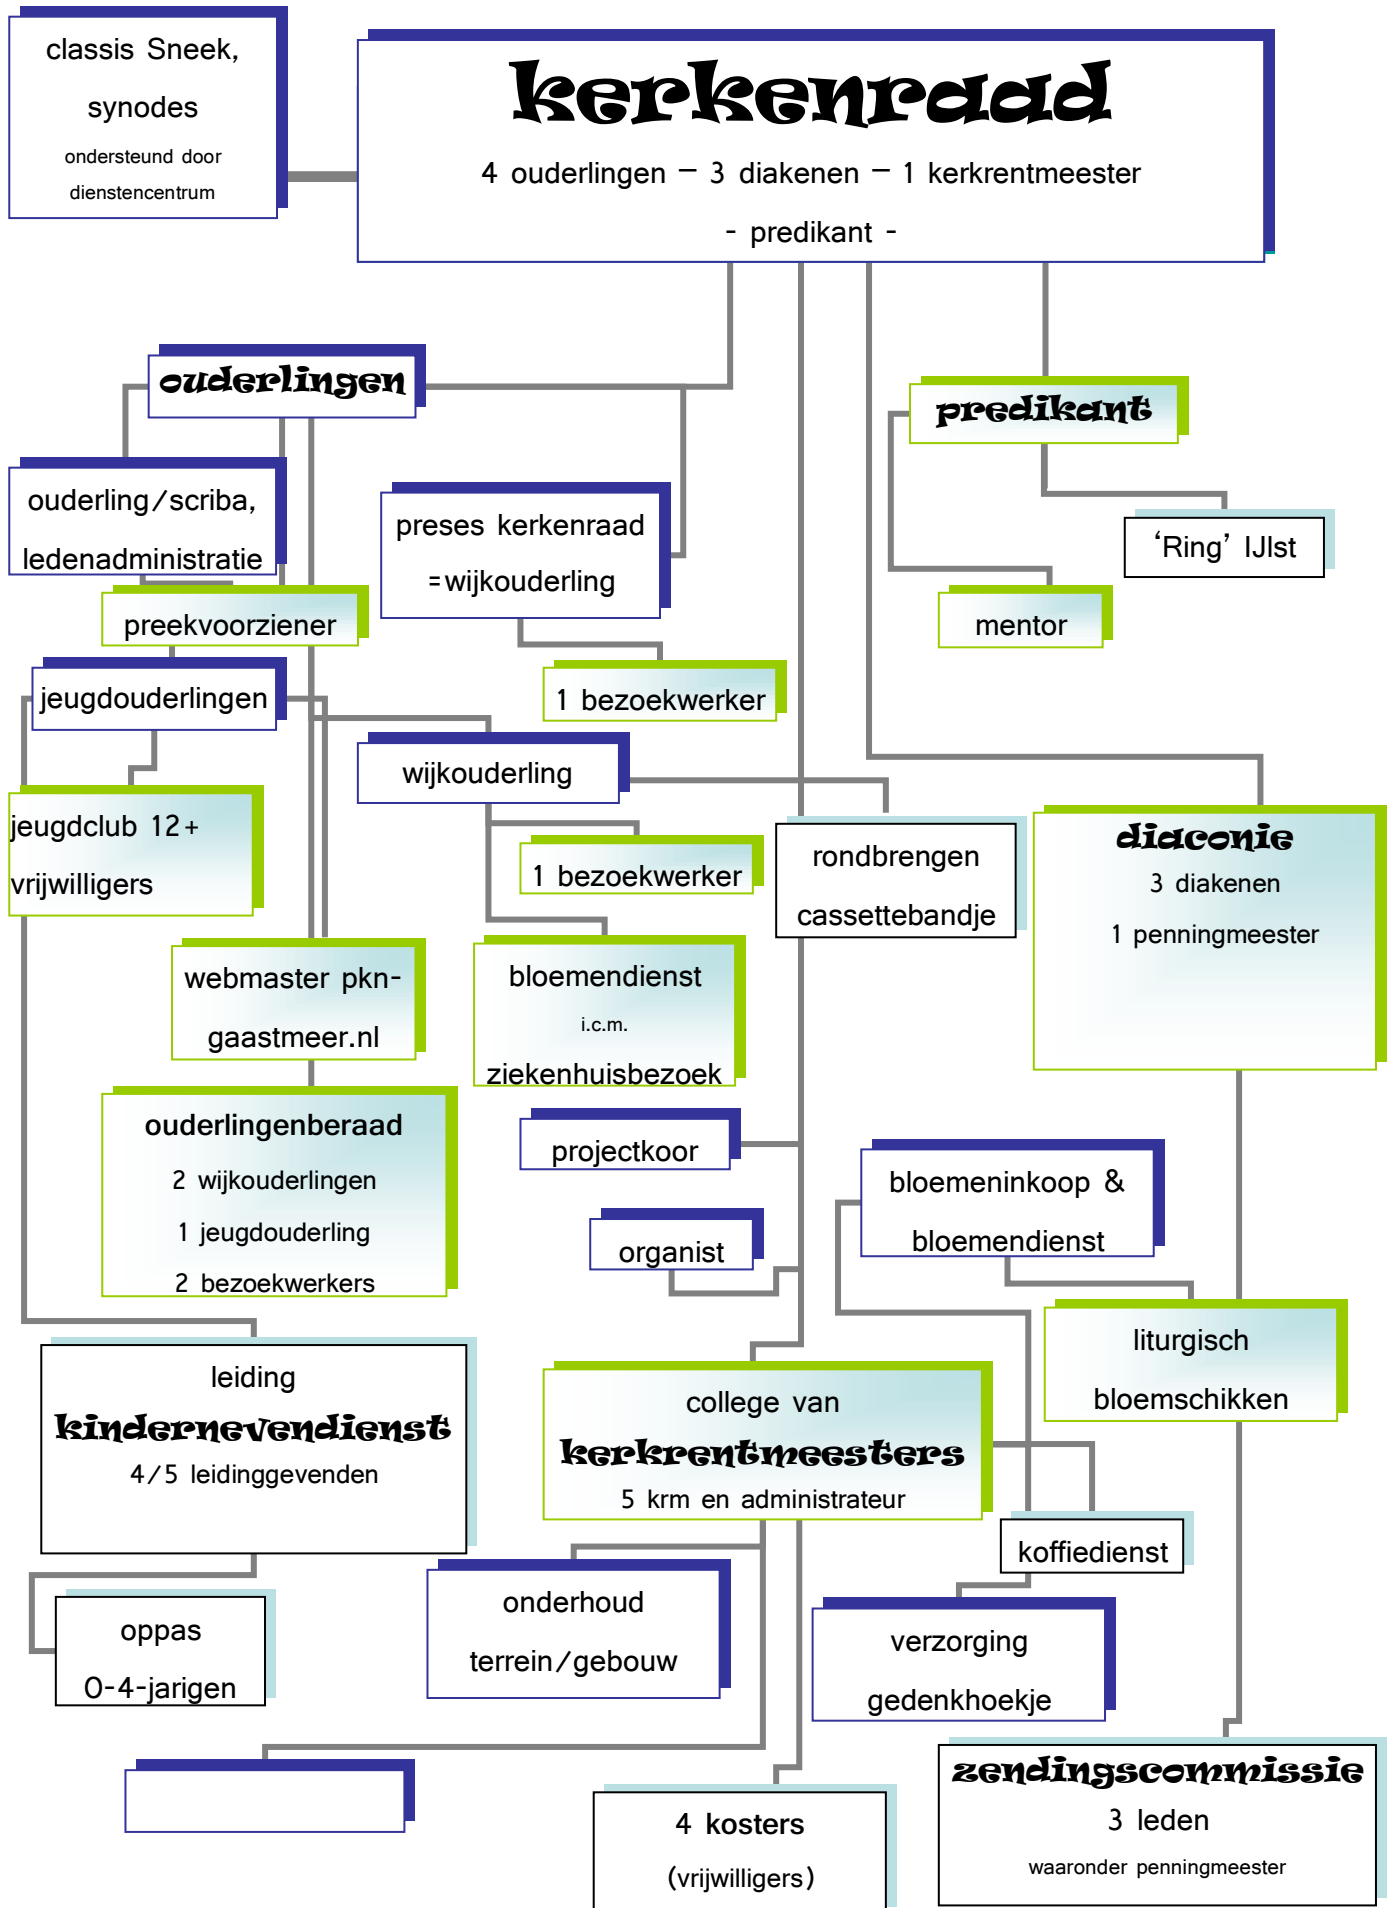 classis Sneek,
synodes
ondersteund door
dienstencentrum
kerkenraad
4 ouderlingen – 3 diakenen – 1 kerkrentmeester
- predikant -
ouderlingen
predikant
ouderling/scriba,
ledenadministratie
preses kerkenraad
=wijkouderling
'Ring' IJlst
mentor
preekvoorziener
jeugdouderlingen
1 bezoekwerker
wijkouderling
jeugdclub 12+
vrijwilligers
1 bezoekwerker
rondbrengen
cassettebandje
diaconie
3 diakenen
1 penningmeester
webmaster pkn-
gaastmeer.nl
bloemendienst
i.c.m.
ziekenhuisbezoek
ouderlingenberaad
2 wijkouderlingen
1 jeugdouderling
2 bezoekwerkers
projectkoor
organist
bloemeninkoop &
bloemendienst
liturgisch
bloemschikken
leiding
kindernevendienst
4/5 leidinggevenden
college van
kerkrentmeesters
5 krm en administrateur
koffiedienst
oppas
0-4-jarigen
onderhoud
terrein/gebouw
verzorging
gedenkhoekje
4 kosters
(vrijwilligers)
zendingscommissie
3 leden
waaronder penningmeester